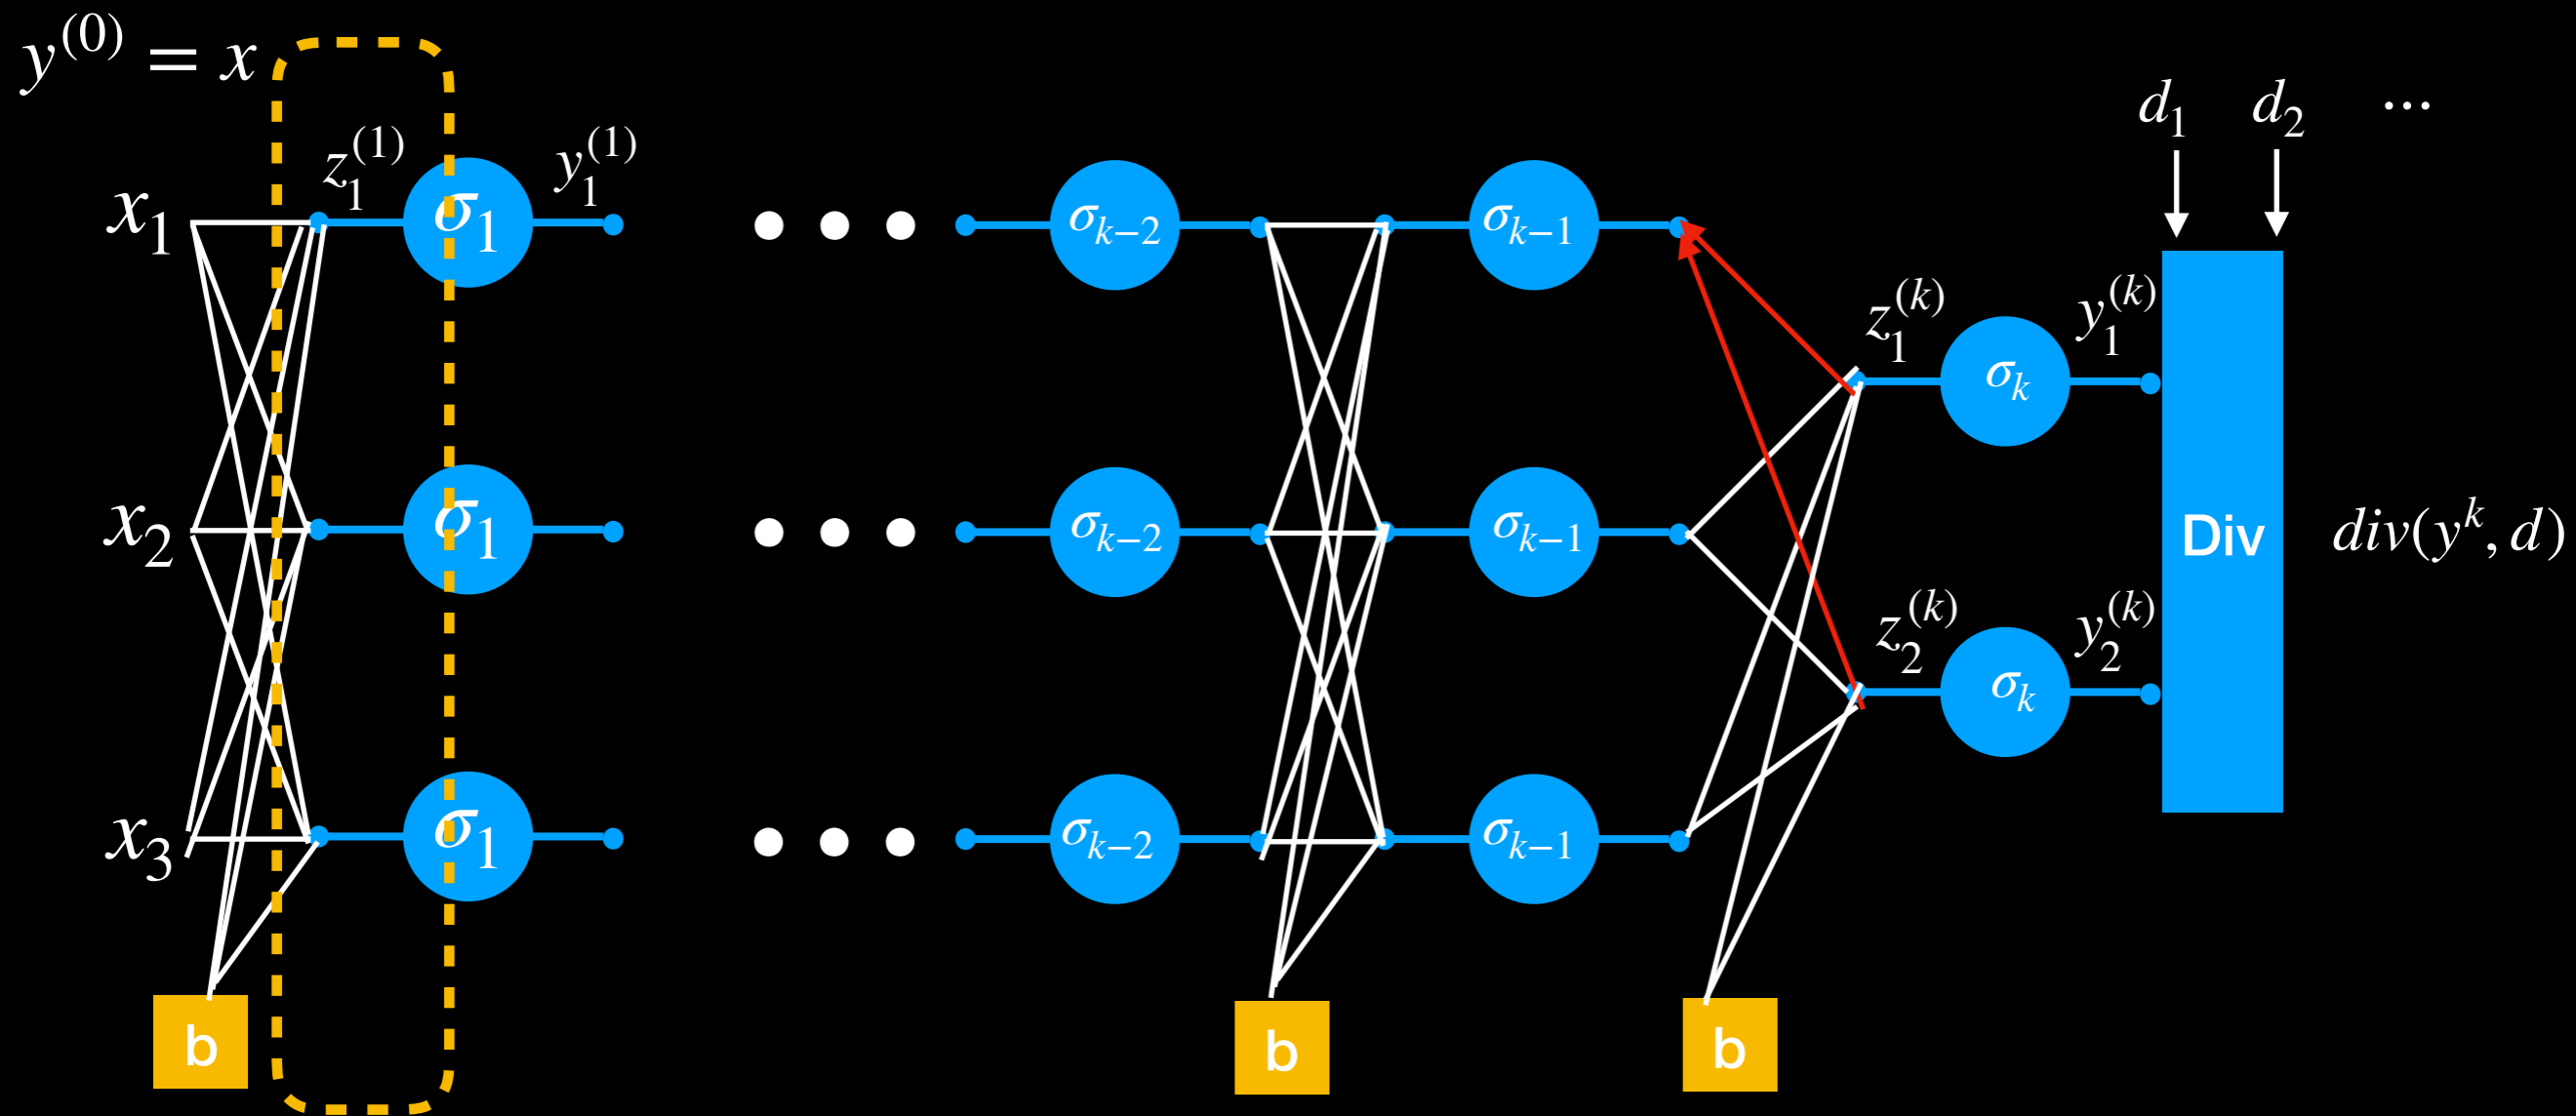 y^{(0)} = x
d_1 d_2 ...
z_1^{(1)} y_1^{(1)}
x_1 σ_1 σ_{k−2} σ_{k−1}
z_1^{(k)} y_1^{(k)}
σ_k
x_2 σ_1 σ_{k−2} σ_{k−1} Div div(y^k, d)
z_2^{(k)} y_2^{(k)}
σ_k
x_3 σ_1 σ_{k−2} σ_{k−1}
b b b